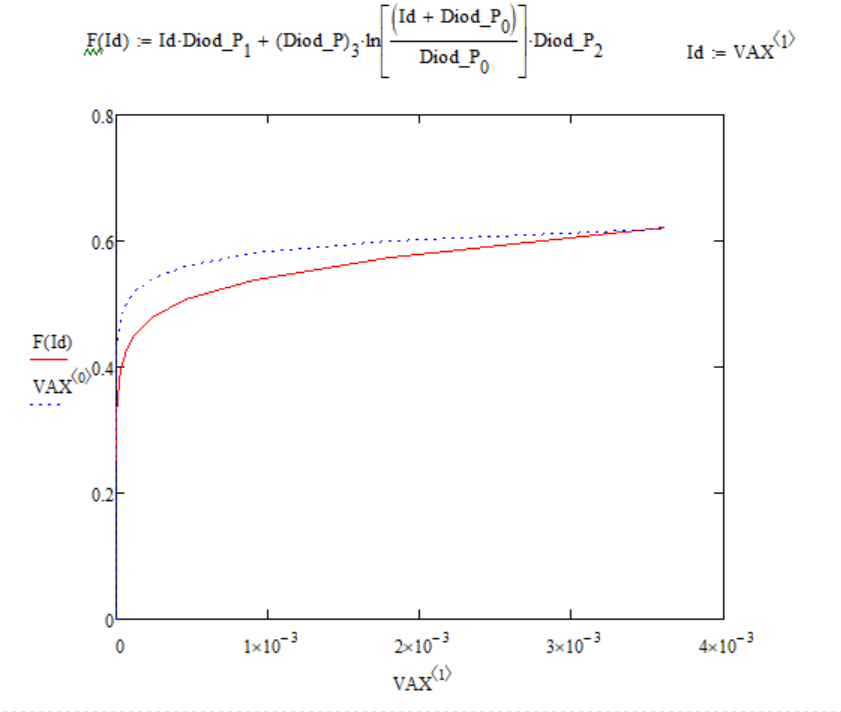 F(Id) := Id·Diod_P₁ + (Diod_P)₃·ln[(Id + Diod_P₀)/Diod_P₀]·Diod_P₂ Id := VAX^⟨1⟩
0.8
0.6
F(Id)
0.4
VAX^⟨0⟩
0.2
0
0 1×10⁻³ 2×10⁻³ 3×10⁻³ 4×10⁻³
VAX^⟨1⟩